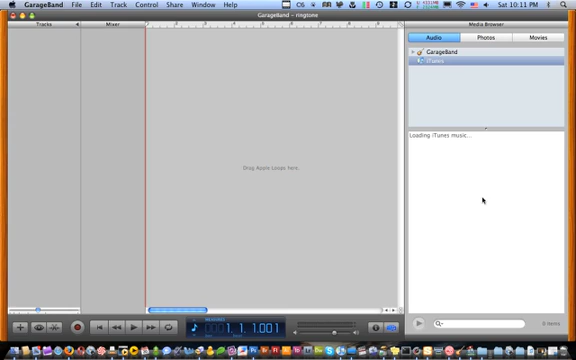 GarageBand File Edit Track Control Share Window Help Sat 10:11 PM
GarageBand - ringtone
Tracks Mixer Media Browser
Audio Photos Movies
GarageBand
iTunes
Loading iTunes music...
Drag Apple Loops here.
1. 1. 1.001
0 items